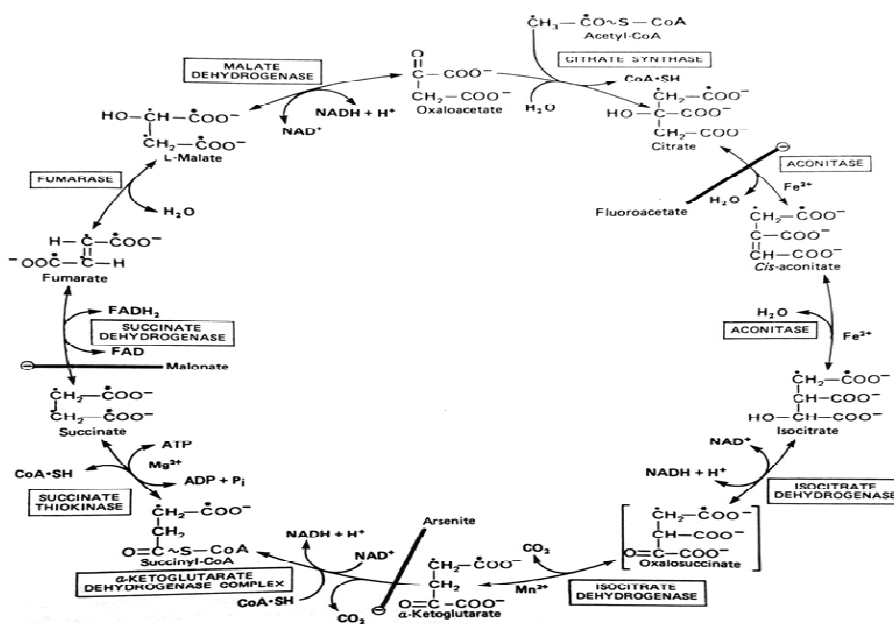 CH₃—CO~S—CoA
Acetyl-CoA
CITRATE SYNTHASE
CoA•SH
H₂O
O
C—COO⁻
CH₂—COO⁻
Oxaloacetate
MALATE
DEHYDROGENASE
NADH + H⁺
NAD⁺
HO—CH—COO⁻
CH₂—COO⁻
L-Malate
CH₂—COO⁻
HO—C—COO⁻
CH₂—COO⁻
Citrate
ACONITASE
Fe²⁺
H₂O
Fluoroacetate
CH₂—COO⁻
C—COO⁻
CH—COO⁻
Cis-aconitate
H₂O
ACONITASE
Fe²⁺
CH₂—COO⁻
CH—COO⁻
HO—CH—COO⁻
Isocitrate
NAD⁺
NADH + H⁺
ISOCITRATE
DEHYDROGENASE
CH₂—COO⁻
CH—COO⁻
O=C—COO⁻
Oxalosuccinate
CO₂
Mn²⁺
ISOCITRATE
DEHYDROGENASE
CH₂—COO⁻
CH₂
O=C—COO⁻
α-Ketoglutarate
Arsenite
NADH + H⁺
NAD⁺
CoA•SH
CO₂
α-KETOGLUTARATE
DEHYDROGENASE COMPLEX
CH₂—COO⁻
CH₂
O=C~S—CoA
Succinyl-CoA
ATP
Mg²⁺
ADP + Pi
CoA•SH
SUCCINATE
THIOKINASE
CH₂—COO⁻
CH₂—COO⁻
Succinate
Malonate
FADH₂
SUCCINATE
DEHYDROGENASE
FAD
H—C—COO⁻
⁻OOC—C—H
Fumarate
FUMARASE
H₂O